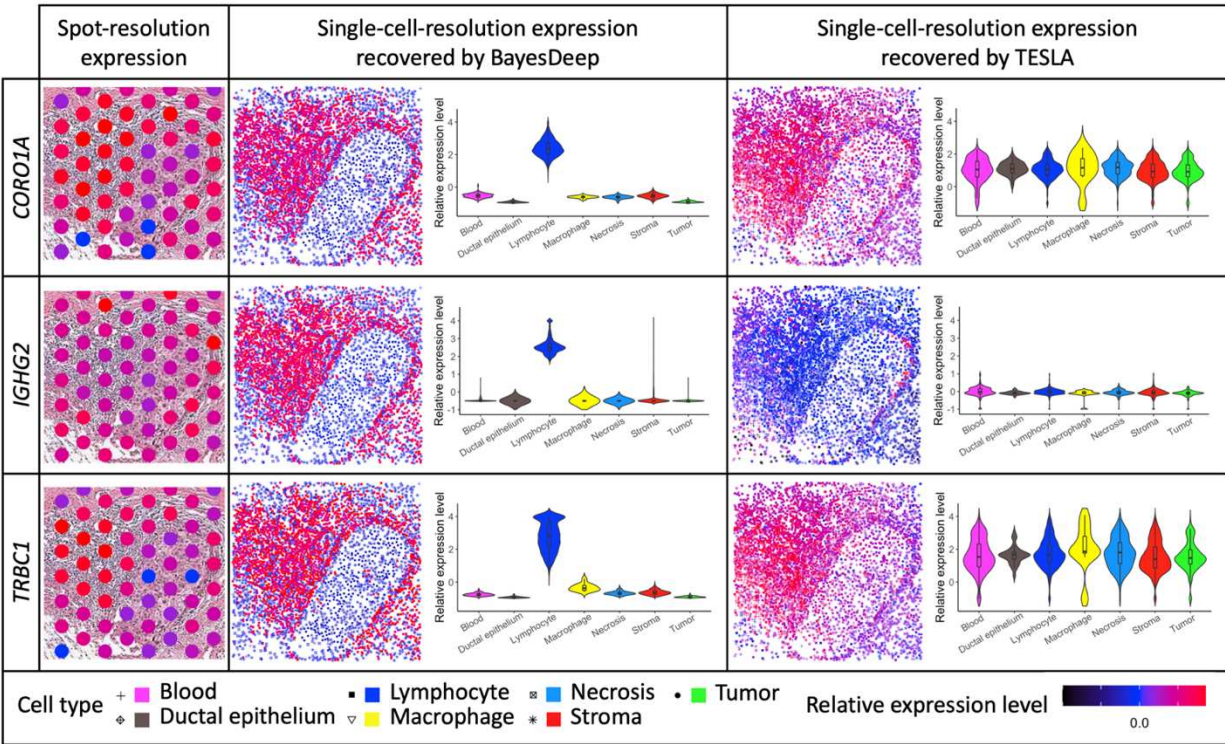 Spot-resolution
expression
Single-cell-resolution expression
recovered by BayesDeep
Single-cell-resolution expression
recovered by TESLA
CORO1A
Relative expression level
4
2
0
Blood
Ductal epithelium
Lymphocyte
Macrophage
Necrosis
Stroma
Tumor
Relative expression level
4
2
0
Blood
Ductal epithelium
Lymphocyte
Macrophage
Necrosis
Stroma
Tumor
IGHG2
Relative expression level
4
3
2
1
0
-1
Blood
Ductal epithelium
Lymphocyte
Macrophage
Necrosis
Stroma
Tumor
Relative expression level
4
3
2
1
0
-1
Blood
Ductal epithelium
Lymphocyte
Macrophage
Necrosis
Stroma
Tumor
TRBC1
Relative expression level
4
2
0
Blood
Ductal epithelium
Lymphocyte
Macrophage
Necrosis
Stroma
Tumor
Relative expression level
4
2
0
Blood
Ductal epithelium
Lymphocyte
Macrophage
Necrosis
Stroma
Tumor
Cell type
Blood
Lymphocyte
Necrosis
Tumor
Ductal epithelium
Macrophage
Stroma
Relative expression level
0.0